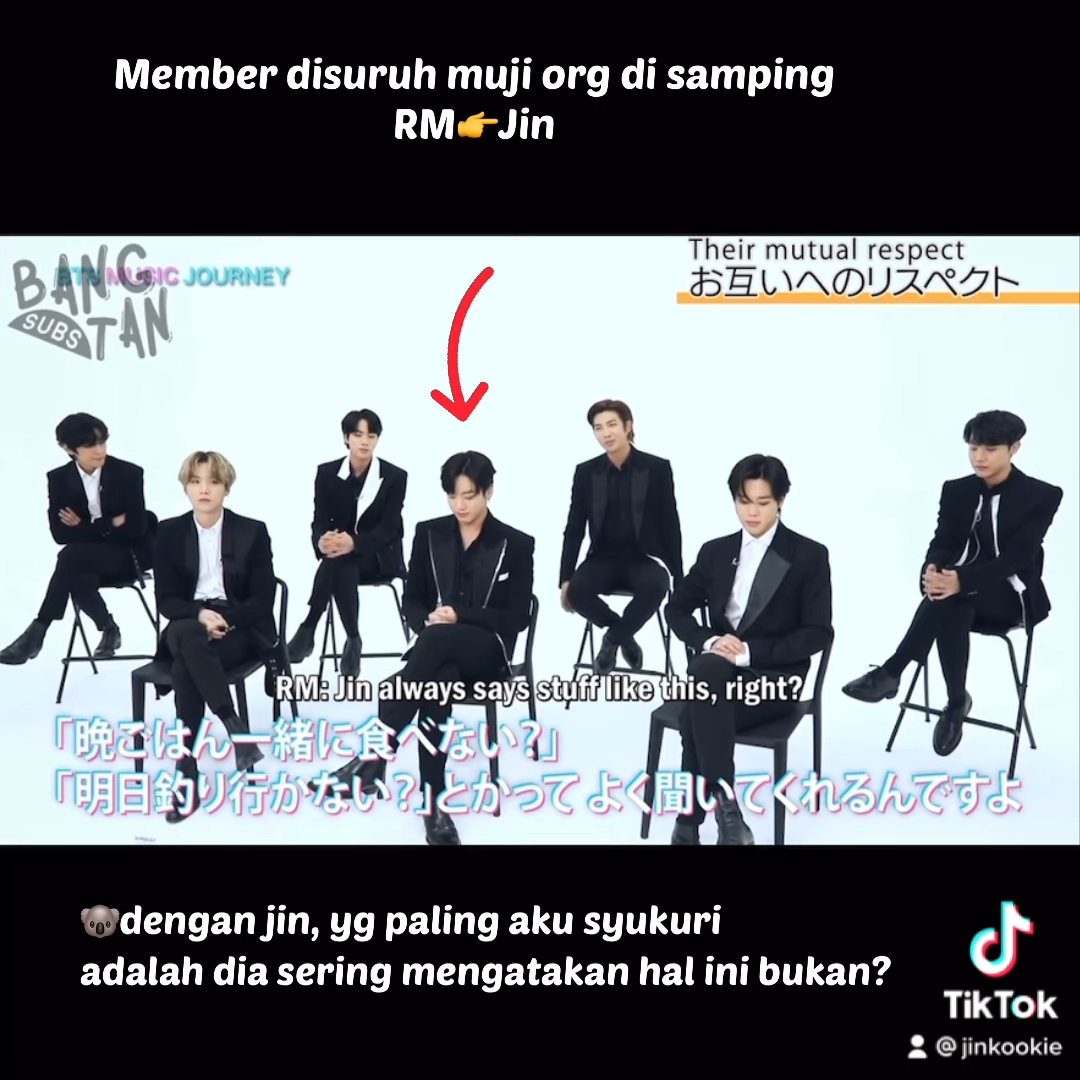 Member disuruh muji org di samping
RM👉Jin
BANG
TAN
SUBS
BTS MUSIC JOURNEY
Their mutual respect
お互いへのリスペクト
RM: Jin always says stuff like this, right?
「晩ごはん一緒に食べない?」
「明日釣り行かない?」とかって よく聞いてくれるんですよ
🐨dengan jin, yg paling aku syukuri
adalah dia sering mengatakan hal ini bukan?
TikTok
@jinkookie